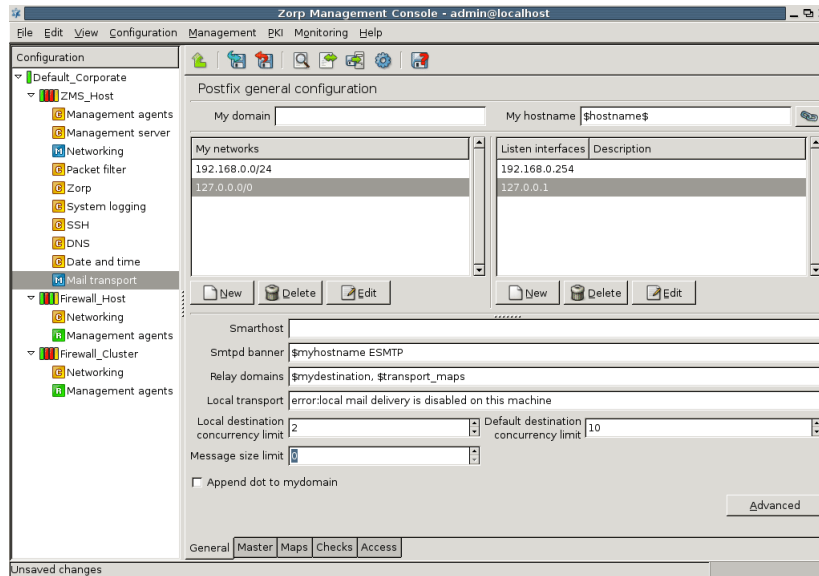 Zorp Management Console - admin@localhost
File Edit View Configuration Management PKI Monitoring Help
Configuration
Default_Corporate
ZMS_Host
Management agents
Management server
Networking
Packet filter
Zorp
System logging
SSH
DNS
Date and time
Mail transport
Firewall_Host
Networking
Management agents
Firewall_Cluster
Networking
Management agents
Postfix general configuration
My domain
My hostname $hostname$
My networks
192.168.0.0/24
127.0.0.0/0
New Delete Edit
Listen interfaces Description
192.168.0.254
127.0.0.1
New Delete Edit
Smarthost
Smtpd banner $myhostname ESMTP
Relay domains $mydestination, $transport_maps
Local transport error:local mail delivery is disabled on this machine
Local destination
concurrency limit 2
Default destination
concurrency limit 10
Message size limit 0
Append dot to mydomain
Advanced
General Master Maps Checks Access
Unsaved changes